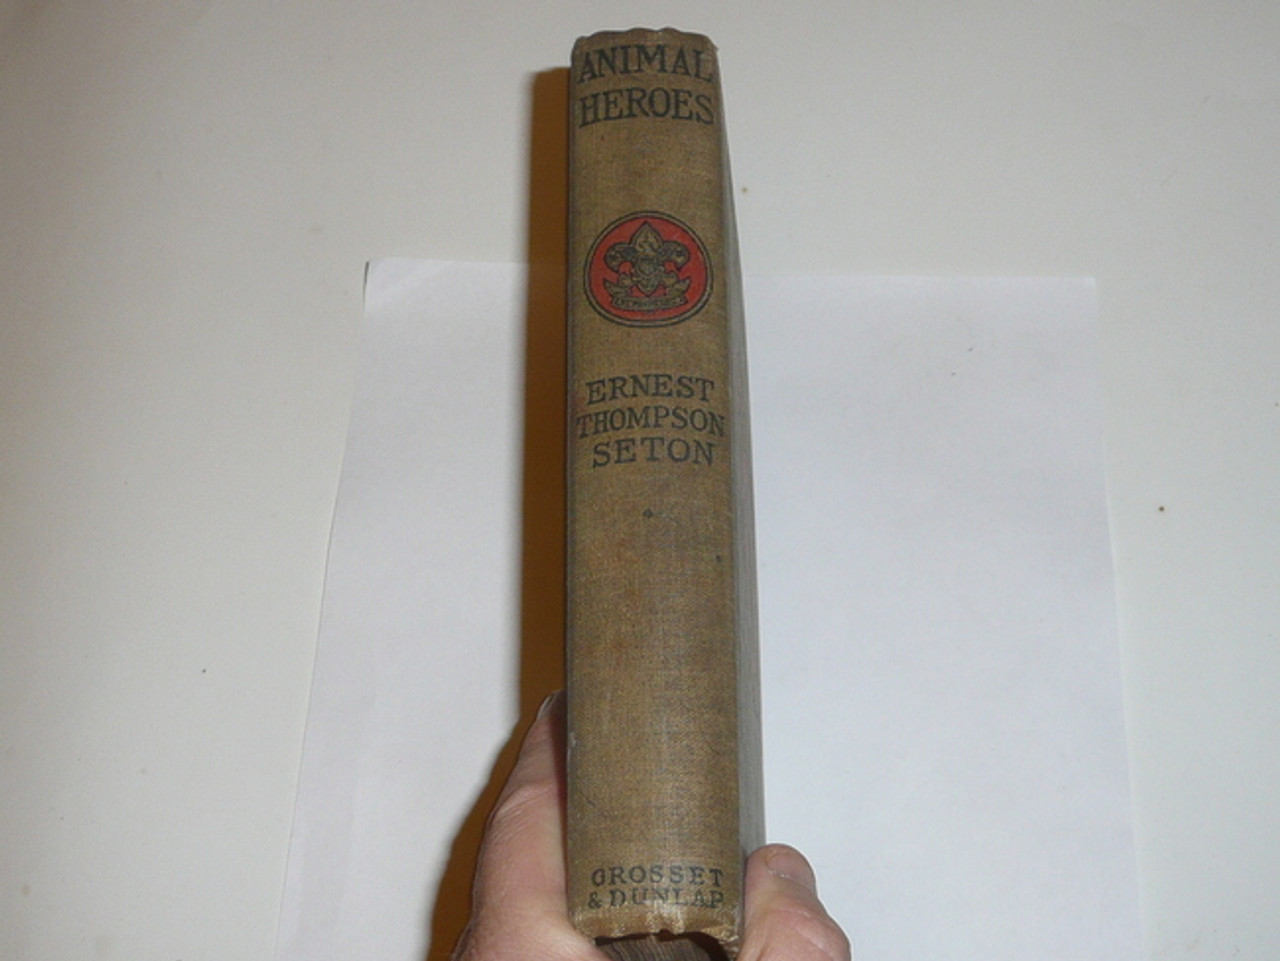 ANIMAL
HEROES
ERNEST
THOMPSON
SETON
GROSSET
& DUNLAP